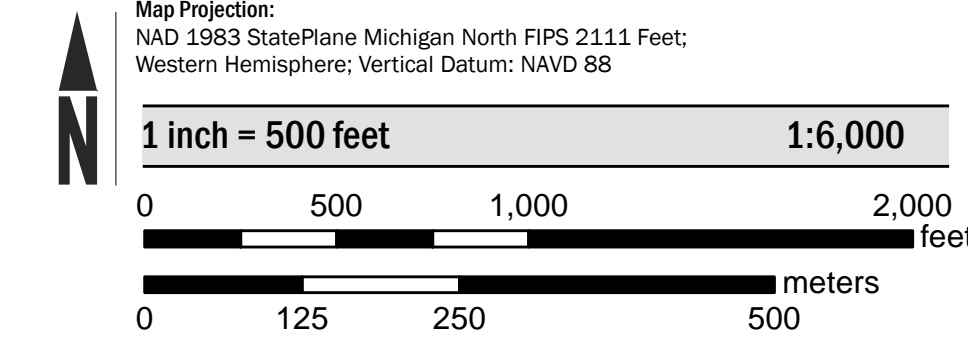 Map Projection:
NAD 1983 StatePlane Michigan North FIPS 2111 Feet;
Western Hemisphere; Vertical Datum: NAVD 88
N
1 inch = 500 feet 1:6,000
0 500 1,000 2,000
feet
meters
0 125 250 500